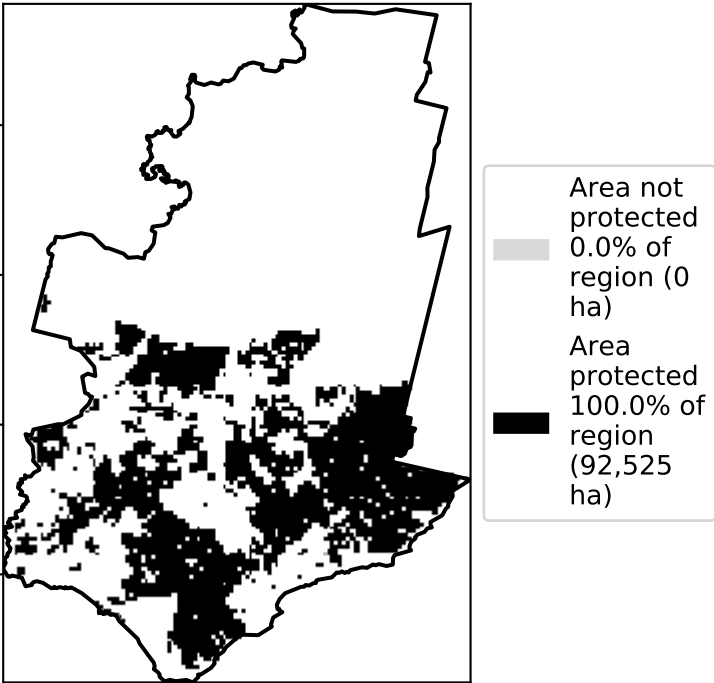 Area not
protected
0.0% of
region (0
ha)
Area
protected
100.0% of
region
(92,525
ha)